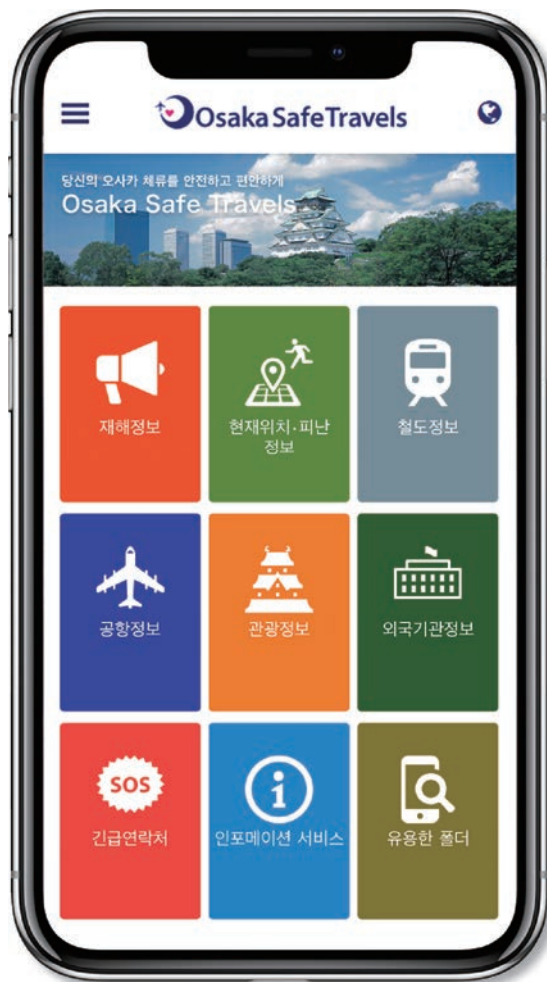 Osaka Safe Travels
당신의 오사카 체류를 안전하고 편안하게
Osaka Safe Travels
재해정보
현재위치·피난
정보
철도정보
공항정보
관광정보
외국기관정보
SOS
긴급연락처
인포메이션 서비스
유용한 폴더